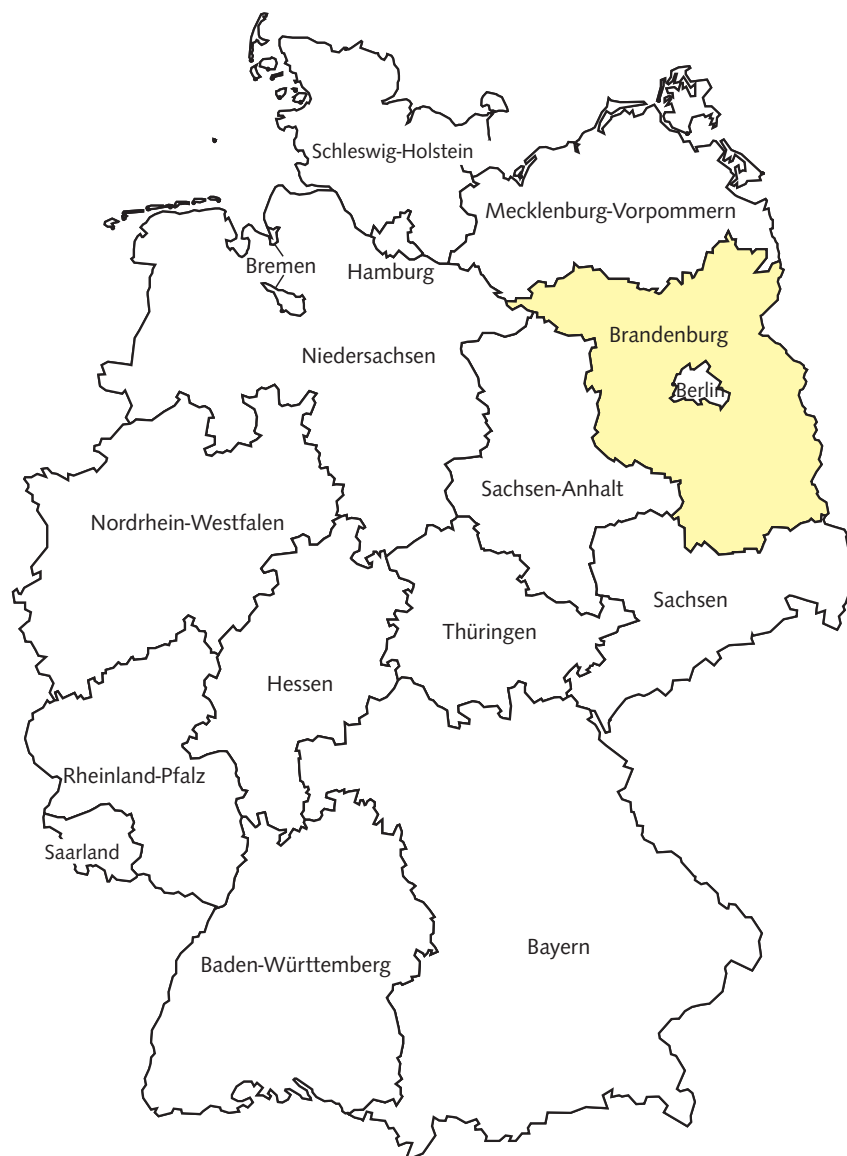 Schleswig-Holstein
Mecklenburg-Vorpommern
Bremen
Hamburg
Brandenburg
Niedersachsen
Berlin
Sachsen-Anhalt
Nordrhein-Westfalen
Sachsen
Thüringen
Hessen
Rheinland-Pfalz
Saarland
Bayern
Baden-Württemberg